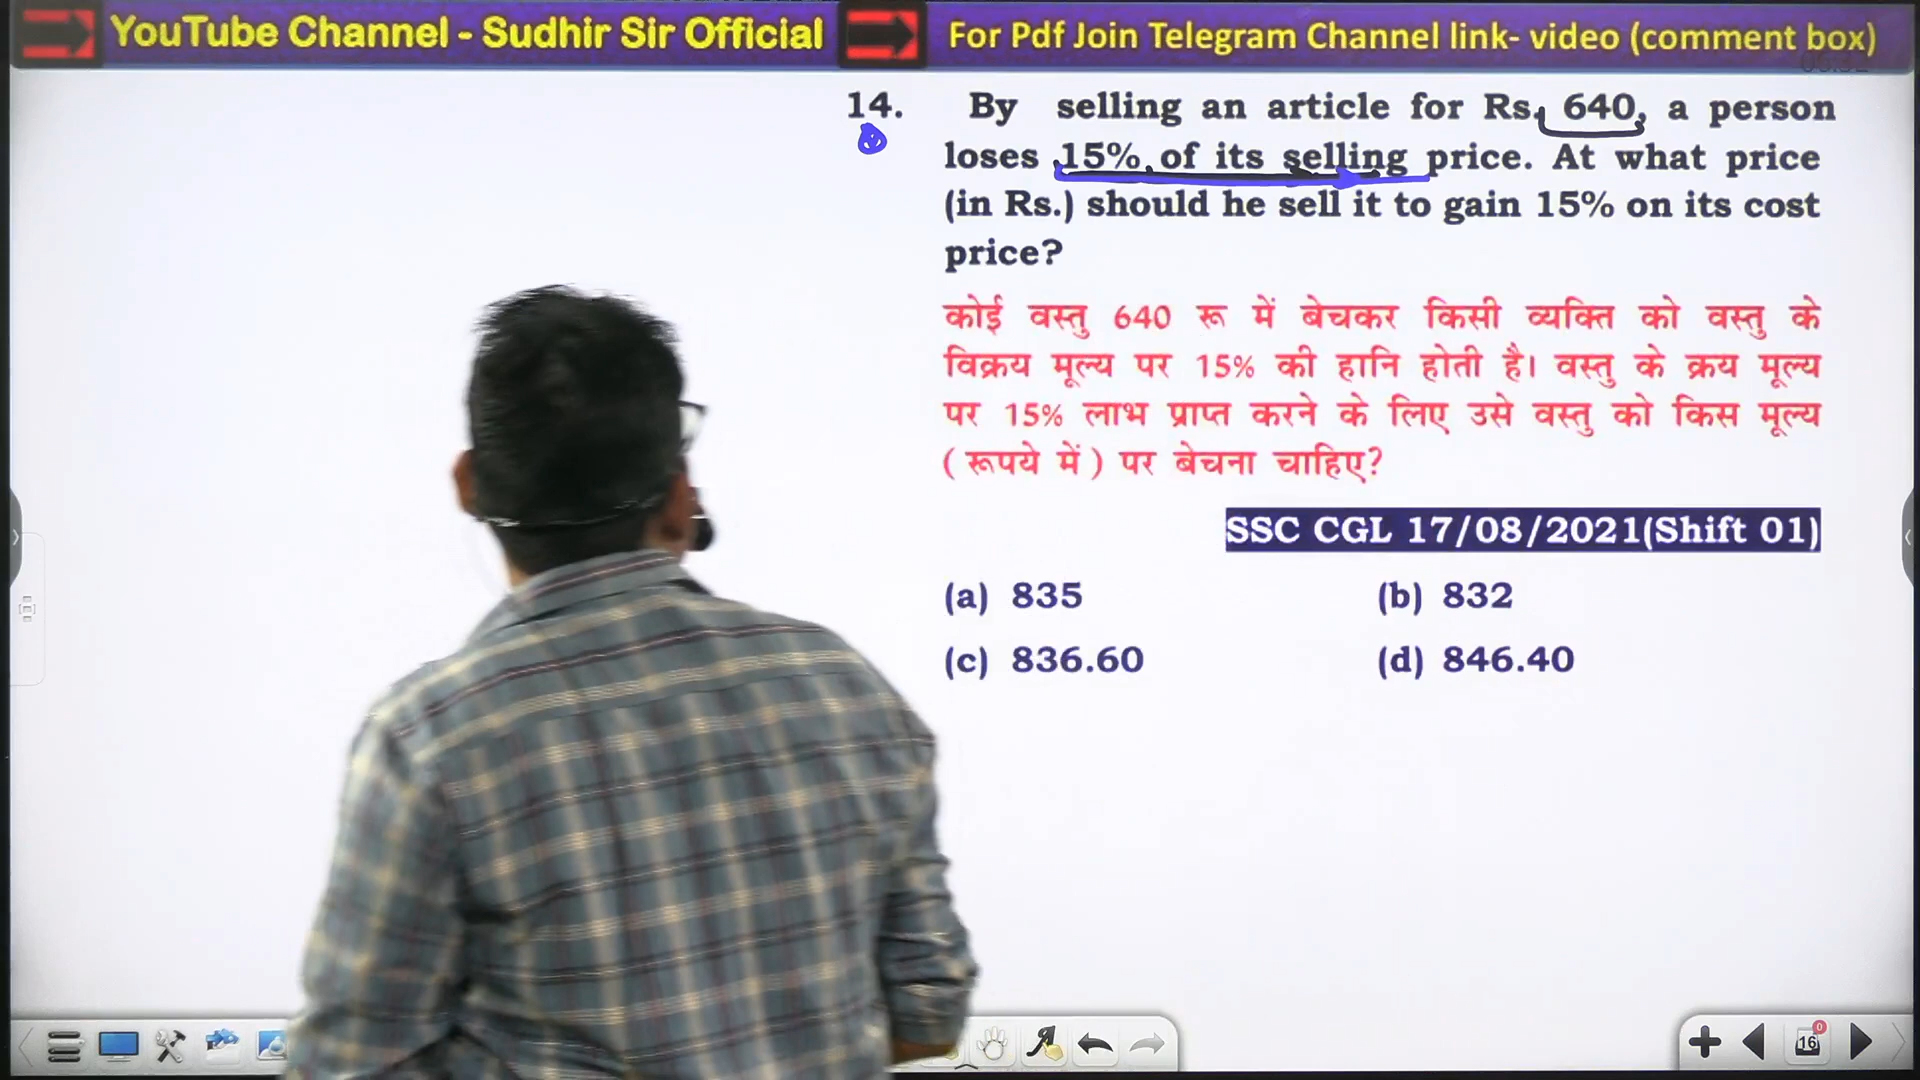 YouTube Channel - Sudhir Sir Official
For Pdf Join Telegram Channel link- video (comment box)
14. By selling an article for Rs. 640, a person
loses 15% of its selling price. At what price
(in Rs.) should he sell it to gain 15% on its cost
price?
कोई वस्तु 640 रू में बेचकर किसी व्यक्ति को वस्तु के
विक्रय मूल्य पर 15% की हानि होती है। वस्तु के क्रय मूल्य
पर 15% लाभ प्राप्त करने के लिए उसे वस्तु को किस मूल्य
(रूपये में) पर बेचना चाहिए?
SSC CGL 17/08/2021(Shift 01)
(a) 835 (b) 832
(c) 836.60 (d) 846.40
0
16